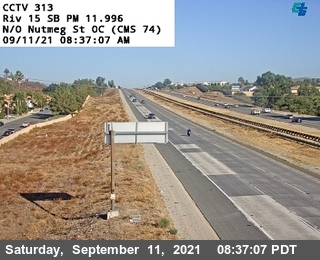 CCTV 313
Riv 15 SB PM 11.996
N/O Nutmeg St OC (CMS 74)
09/11/21 08:37:07 AM
Saturday, September 11, 2021 08:37:07 PDT